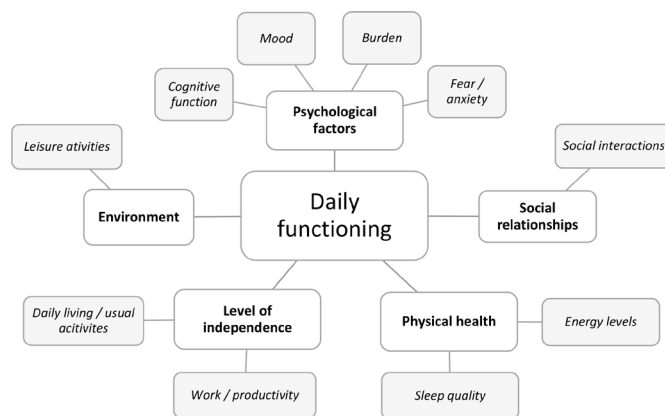 Mood
Burden
Cognitive
function
Fear /
anxiety
Psychological
factors
Leisure ativities
Social interactions
Environment
Daily
functioning
Social
relationships
Daily living / usual
acitivites
Level of
independence
Physical health
Energy levels
Work / productivity
Sleep quality